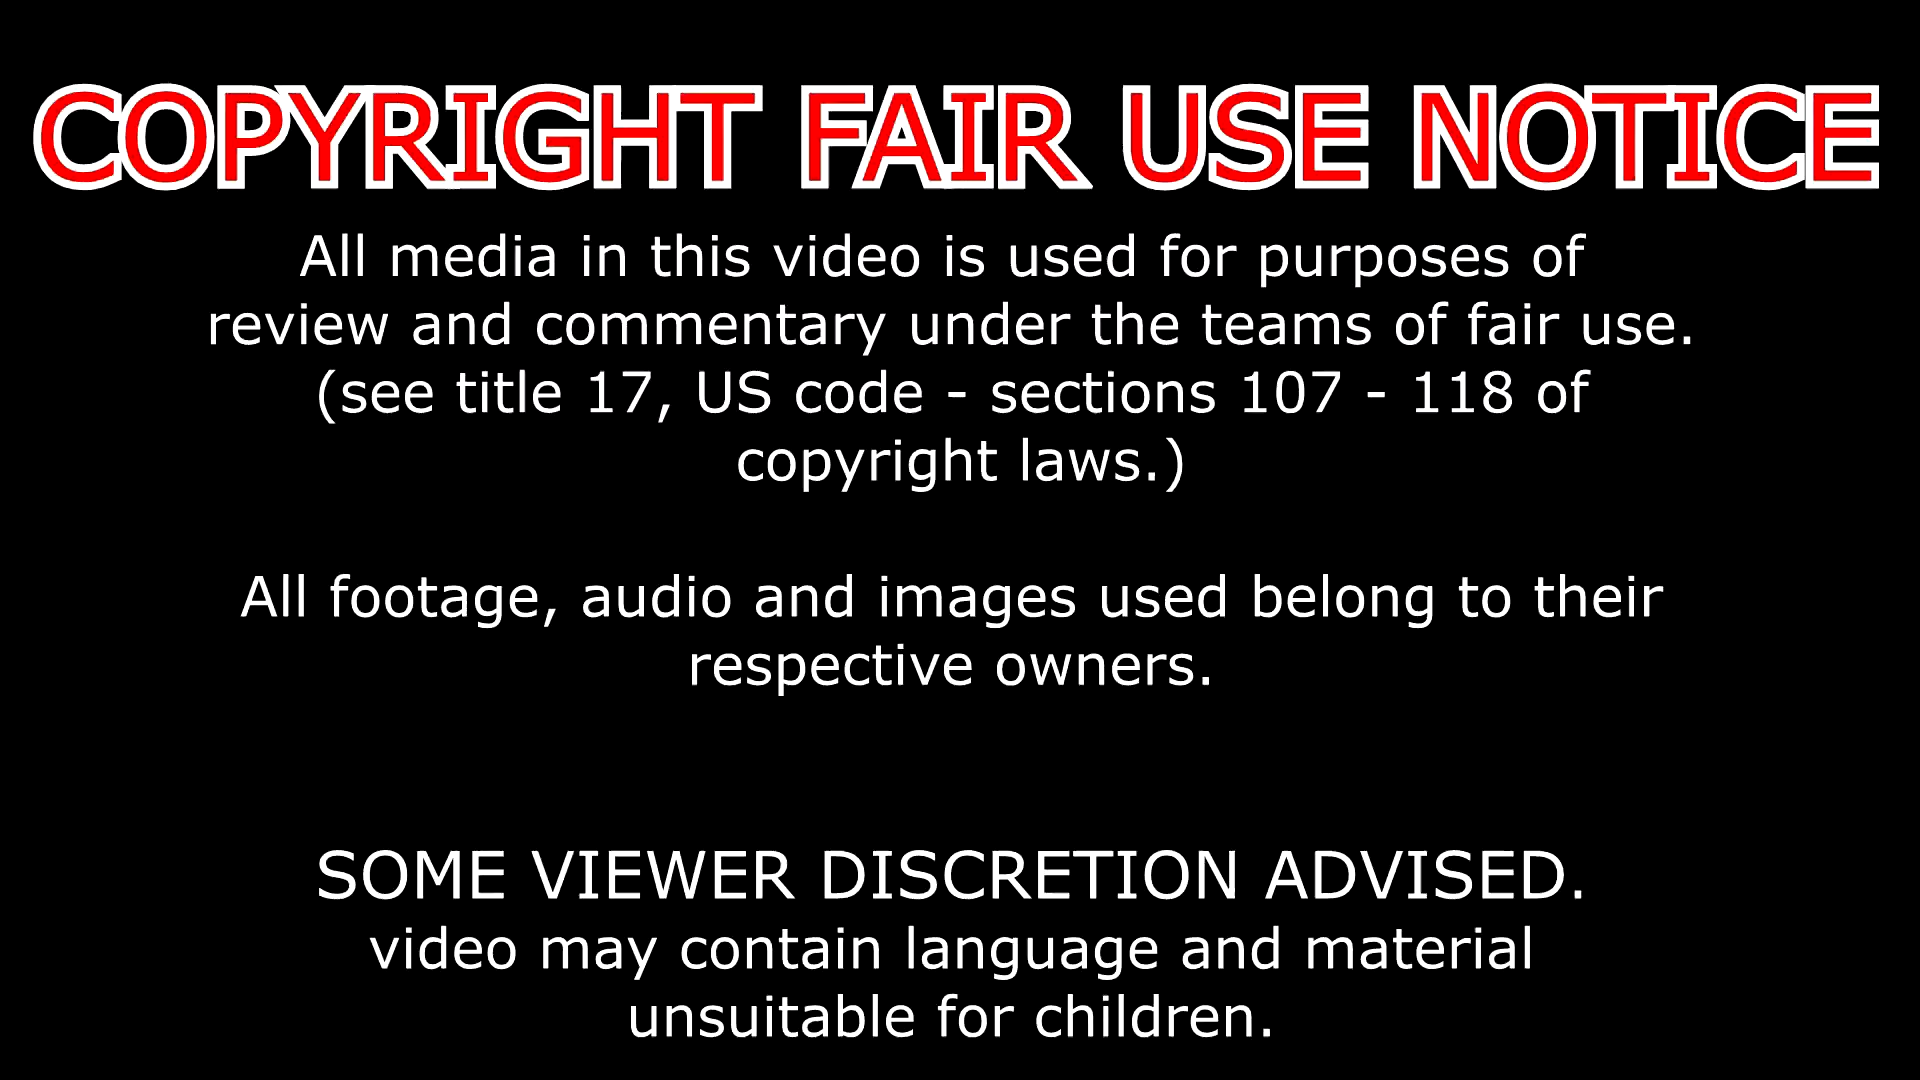 COPYRIGHT FAIR USE NOTICE
All media in this video is used for purposes of
review and commentary under the teams of fair use.
(see title 17, US code - sections 107 - 118 of
copyright laws.)
All footage, audio and images used belong to their
respective owners.
SOME VIEWER DISCRETION ADVISED.
video may contain language and material
unsuitable for children.